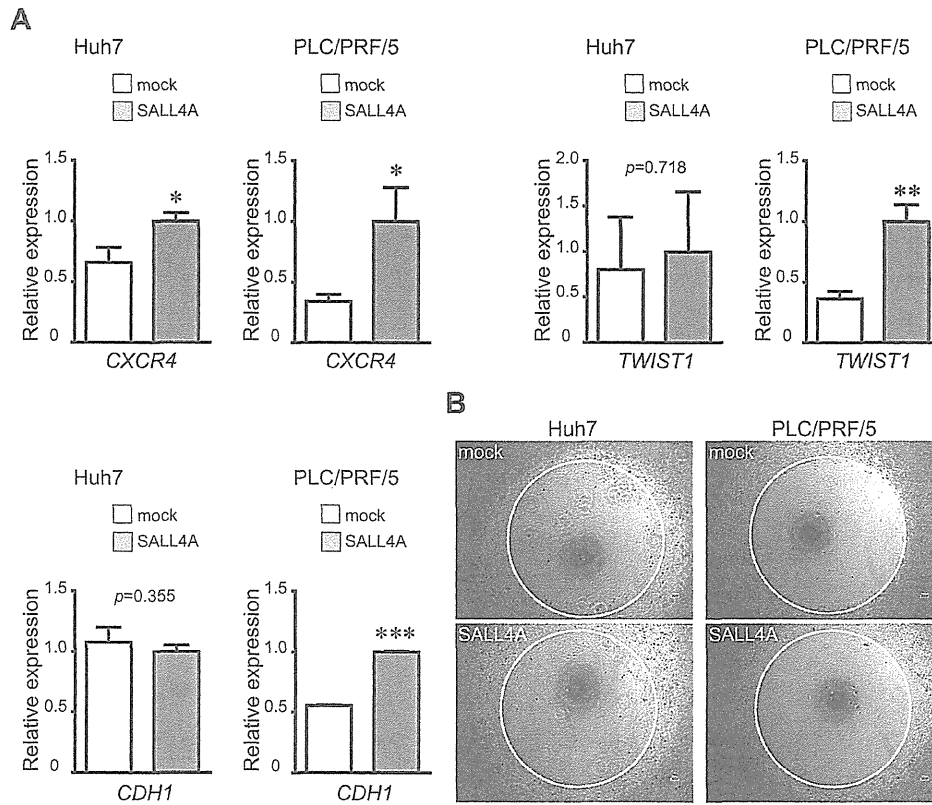 A
Huh7
mock
SALL4A
Relative expression
1.5
1.0
0.5
0
*
CXCR4
PLC/PRF/5
mock
SALL4A
Relative expression
1.5
1.0
0.5
0
*
CXCR4
Huh7
mock
SALL4A
Relative expression
2.0
1.5
1.0
0.5
0
p=0.718
TWIST1
PLC/PRF/5
mock
SALL4A
Relative expression
1.5
1.0
0.5
0
**
TWIST1
Huh7
mock
SALL4A
Relative expression
1.5
1.0
0.5
0
p=0.355
CDH1
PLC/PRF/5
mock
SALL4A
Relative expression
1.5
1.0
0.5
0
***
CDH1
B
Huh7
PLC/PRF/5
mock
mock
SALL4A
SALL4A